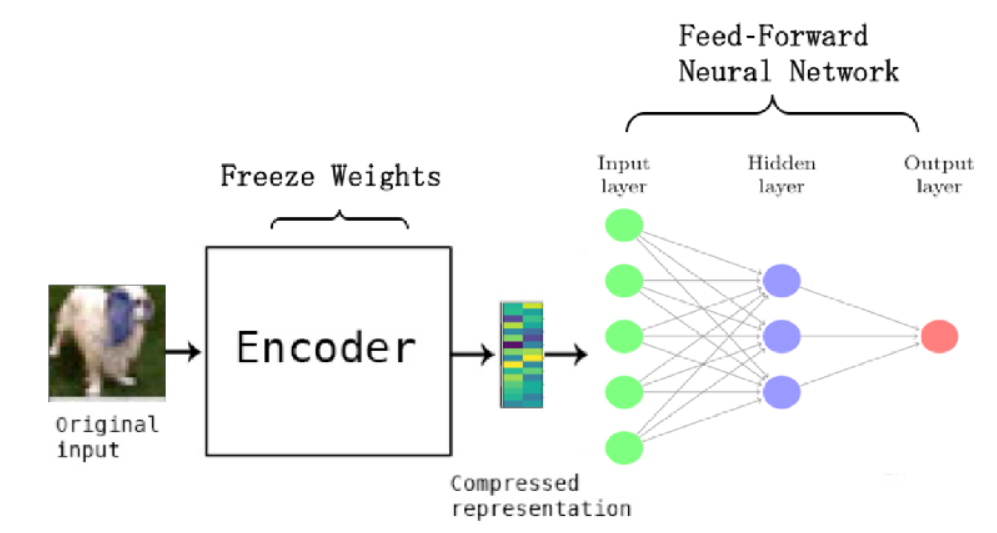 Feed-Forward
Neural Network
Input
layer
Hidden
layer
Output
layer
Freeze Weights
Encoder
Original
input
Compressed
representation